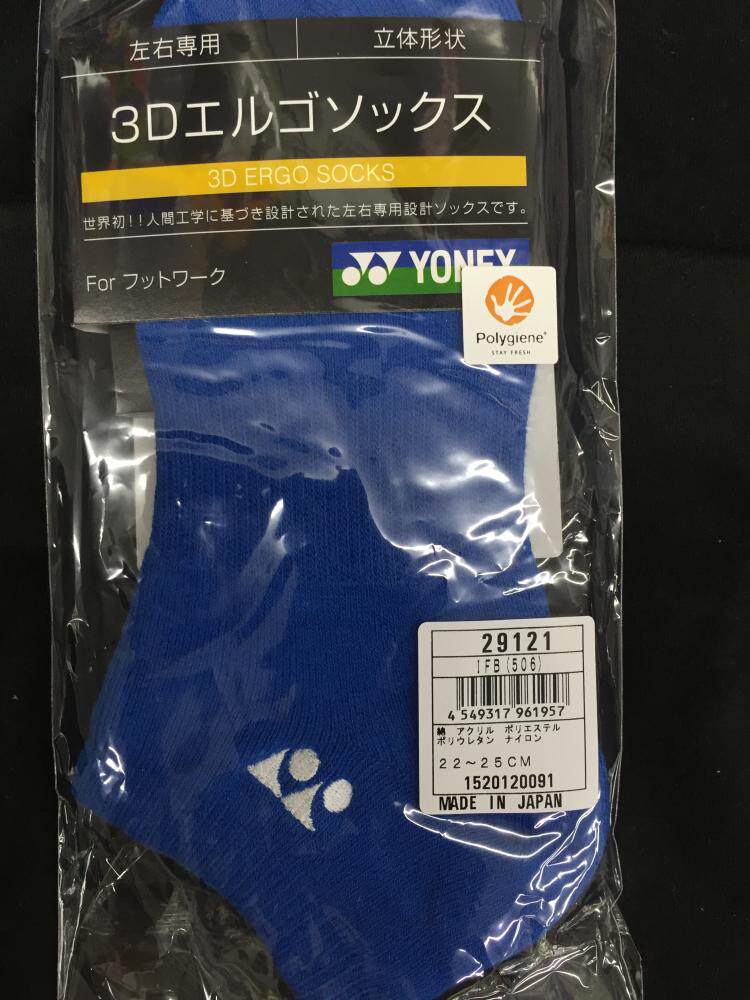 左右専用 立体形状
3Dエルゴソックス
3D ERGO SOCKS
世界初!!人間工学に基づき設計された左右専用設計ソックスです。
For フットワーク
YONEX
Polygiene®
STAY FRESH
29121
IFB(506)
4 549317 961957
綿 アクリル ポリエステル
ポリウレタン ナイロン
22～25CM
1520120091
MADE IN JAPAN